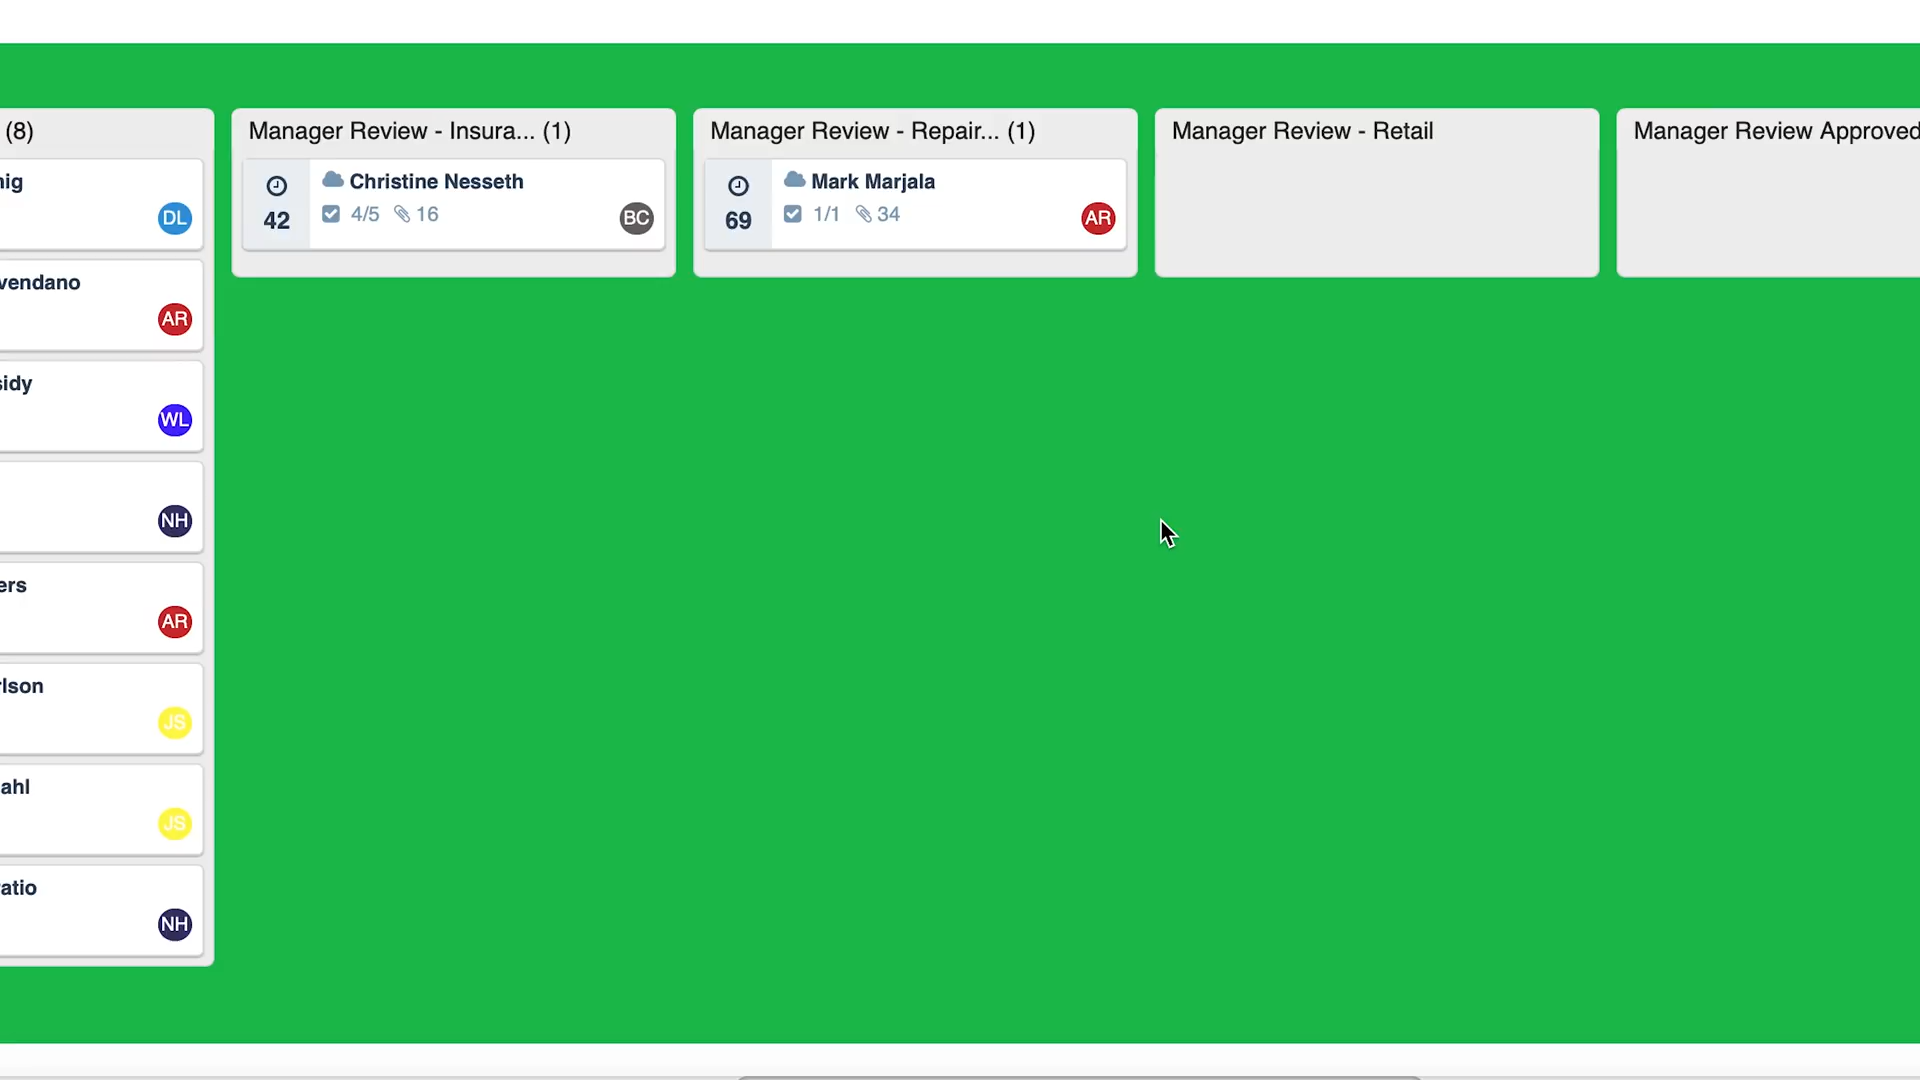 (8)
nig
DL
vendano
AR
sidy
WL
NH
ers
AR
rlson
JS
ahl
JS
atio
NH
Manager Review - Insura... (1)
42
Christine Nesseth
4/5 16
BC
Manager Review - Repair... (1)
69
Mark Marjala
1/1 34
AR
Manager Review - Retail
Manager Review Approved